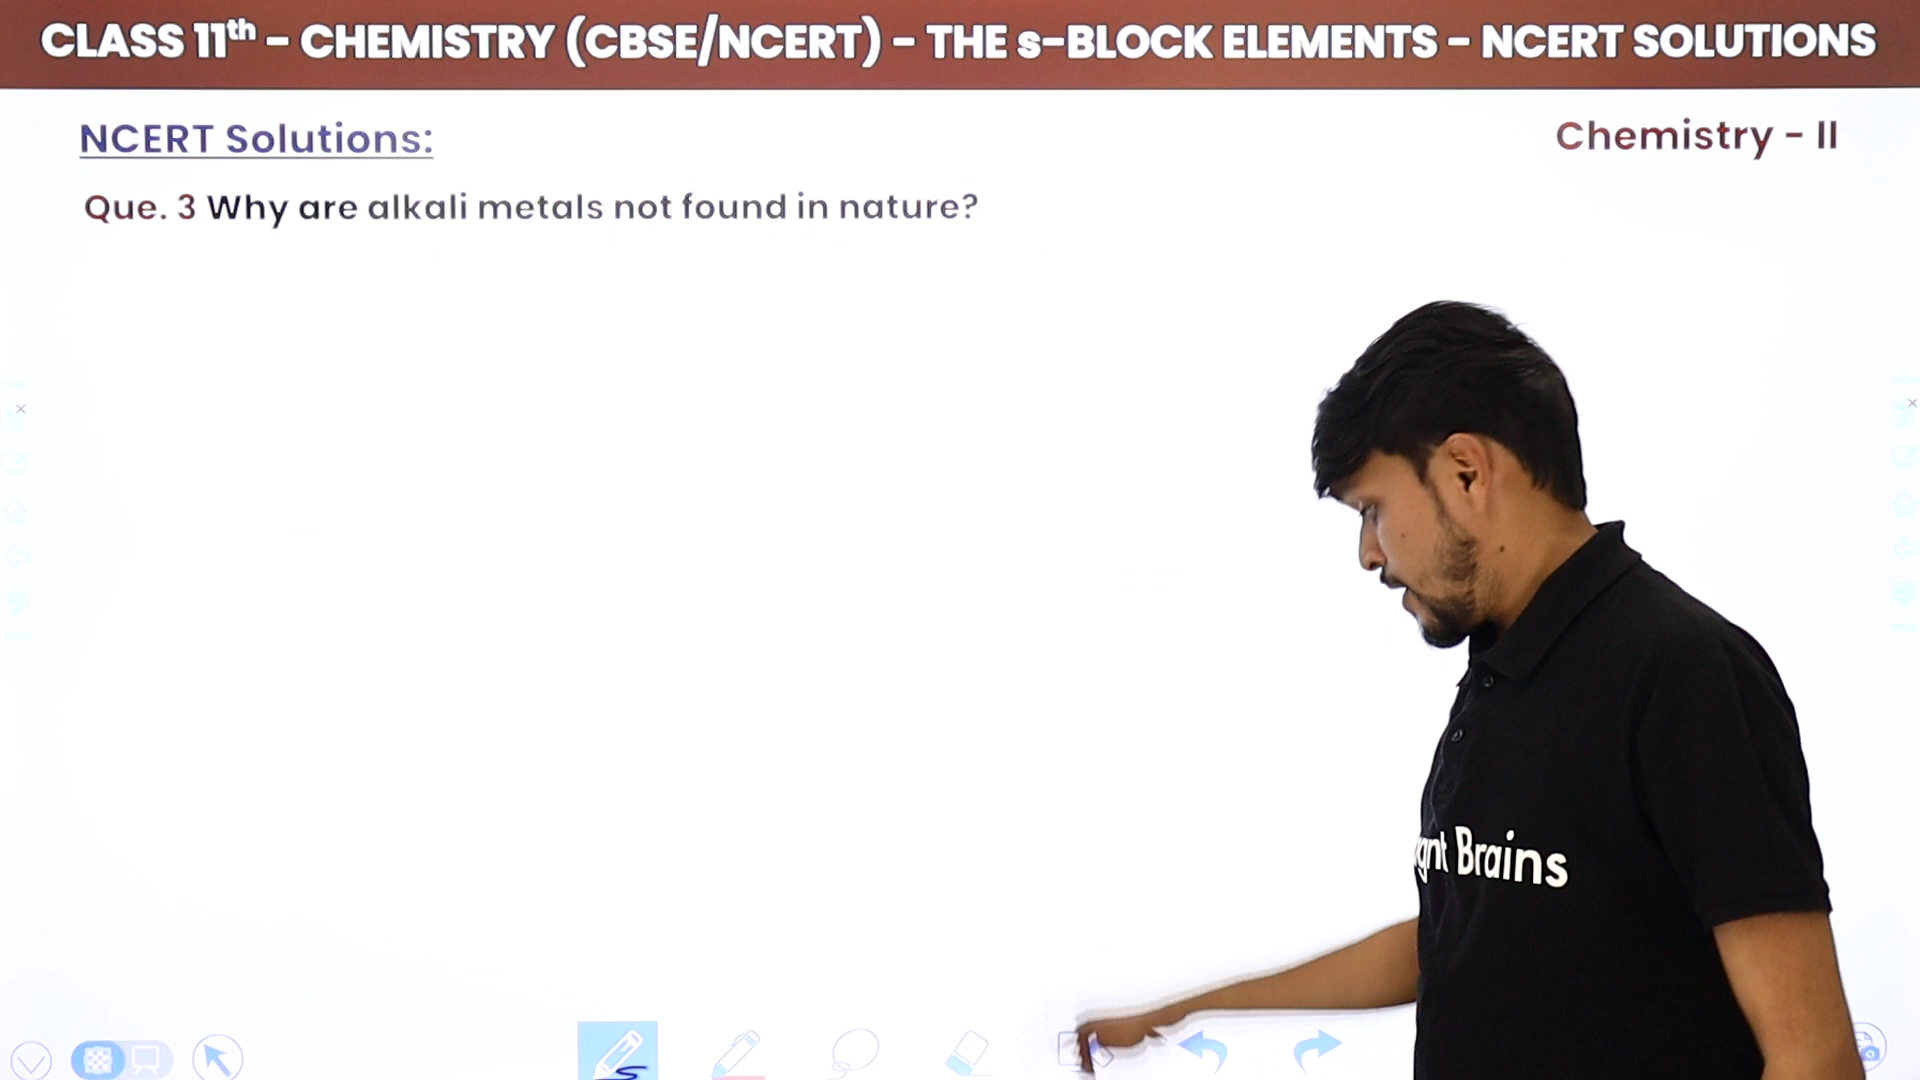 CLASS 11th - CHEMISTRY (CBSE/NCERT) - THE s-BLOCK ELEMENTS - NCERT SOLUTIONS
NCERT Solutions:
Chemistry - II
Que. 3 Why are alkali metals not found in nature?
Brains